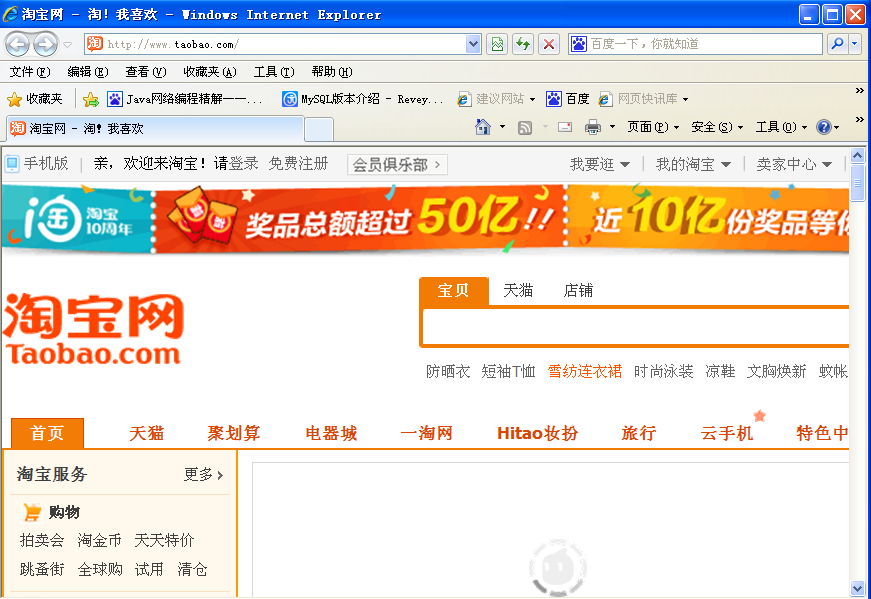 淘宝网 - 淘！我喜欢 - Windows Internet Explorer
http://www.taobao.com/
百度一下，你就知道
文件(F) 编辑(E) 查看(V) 收藏夹(A) 工具(T) 帮助(H)
收藏夹 Java网络编程精解——... MySQL版本介绍 - Revey... 建议网站 百度 网页快讯库
淘宝网 - 淘！我喜欢
页面(P) 安全(S) 工具(O)
手机版 亲，欢迎来淘宝！请登录 免费注册 会员俱乐部 我要逛 我的淘宝 卖家中心
淘 淘宝 10周年 奖品总额超过50亿!! 近10亿份奖品等你
宝贝 天猫 店铺
淘宝网
Taobao.com
防晒衣 短袖T恤 雪纺连衣裙 时尚泳装 凉鞋 文胸焕新 蚊帐
首页 天猫 聚划算 电器城 一淘网 Hitao妆扮 旅行 云手机 特色中
淘宝服务 更多
购物
拍卖会 淘金币 天天特价
跳蚤街 全球购 试用 清仓